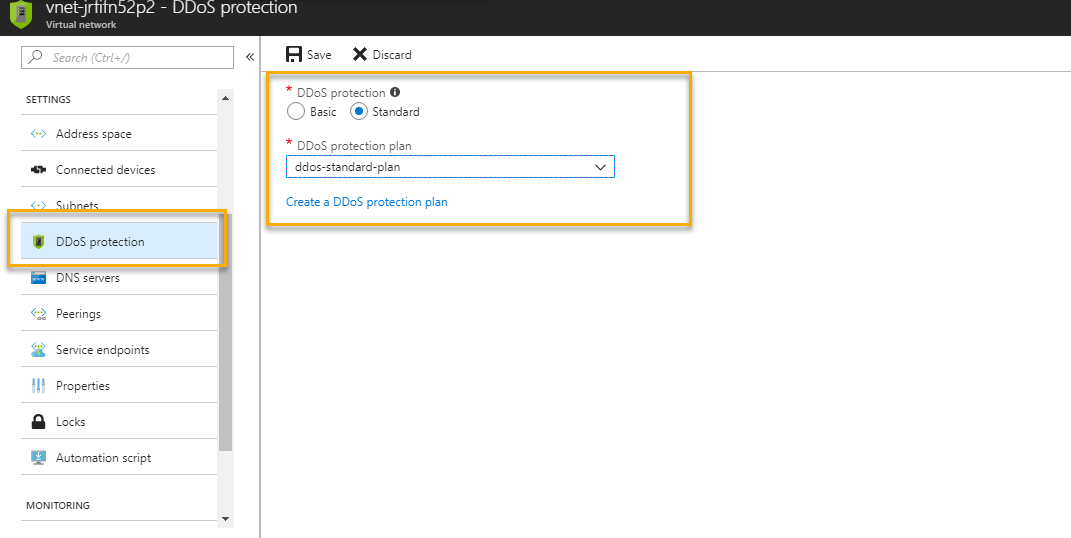 vnet-jrfifn52p2 - DDoS protection
Virtual network
Search (Ctrl+/)
«
SETTINGS
Address space
Connected devices
Subnets
DDoS protection
DNS servers
Peerings
Service endpoints
Properties
Locks
Automation script
MONITORING
Save Discard
* DDoS protection
Basic Standard
* DDoS protection plan
ddos-standard-plan
Create a DDoS protection plan